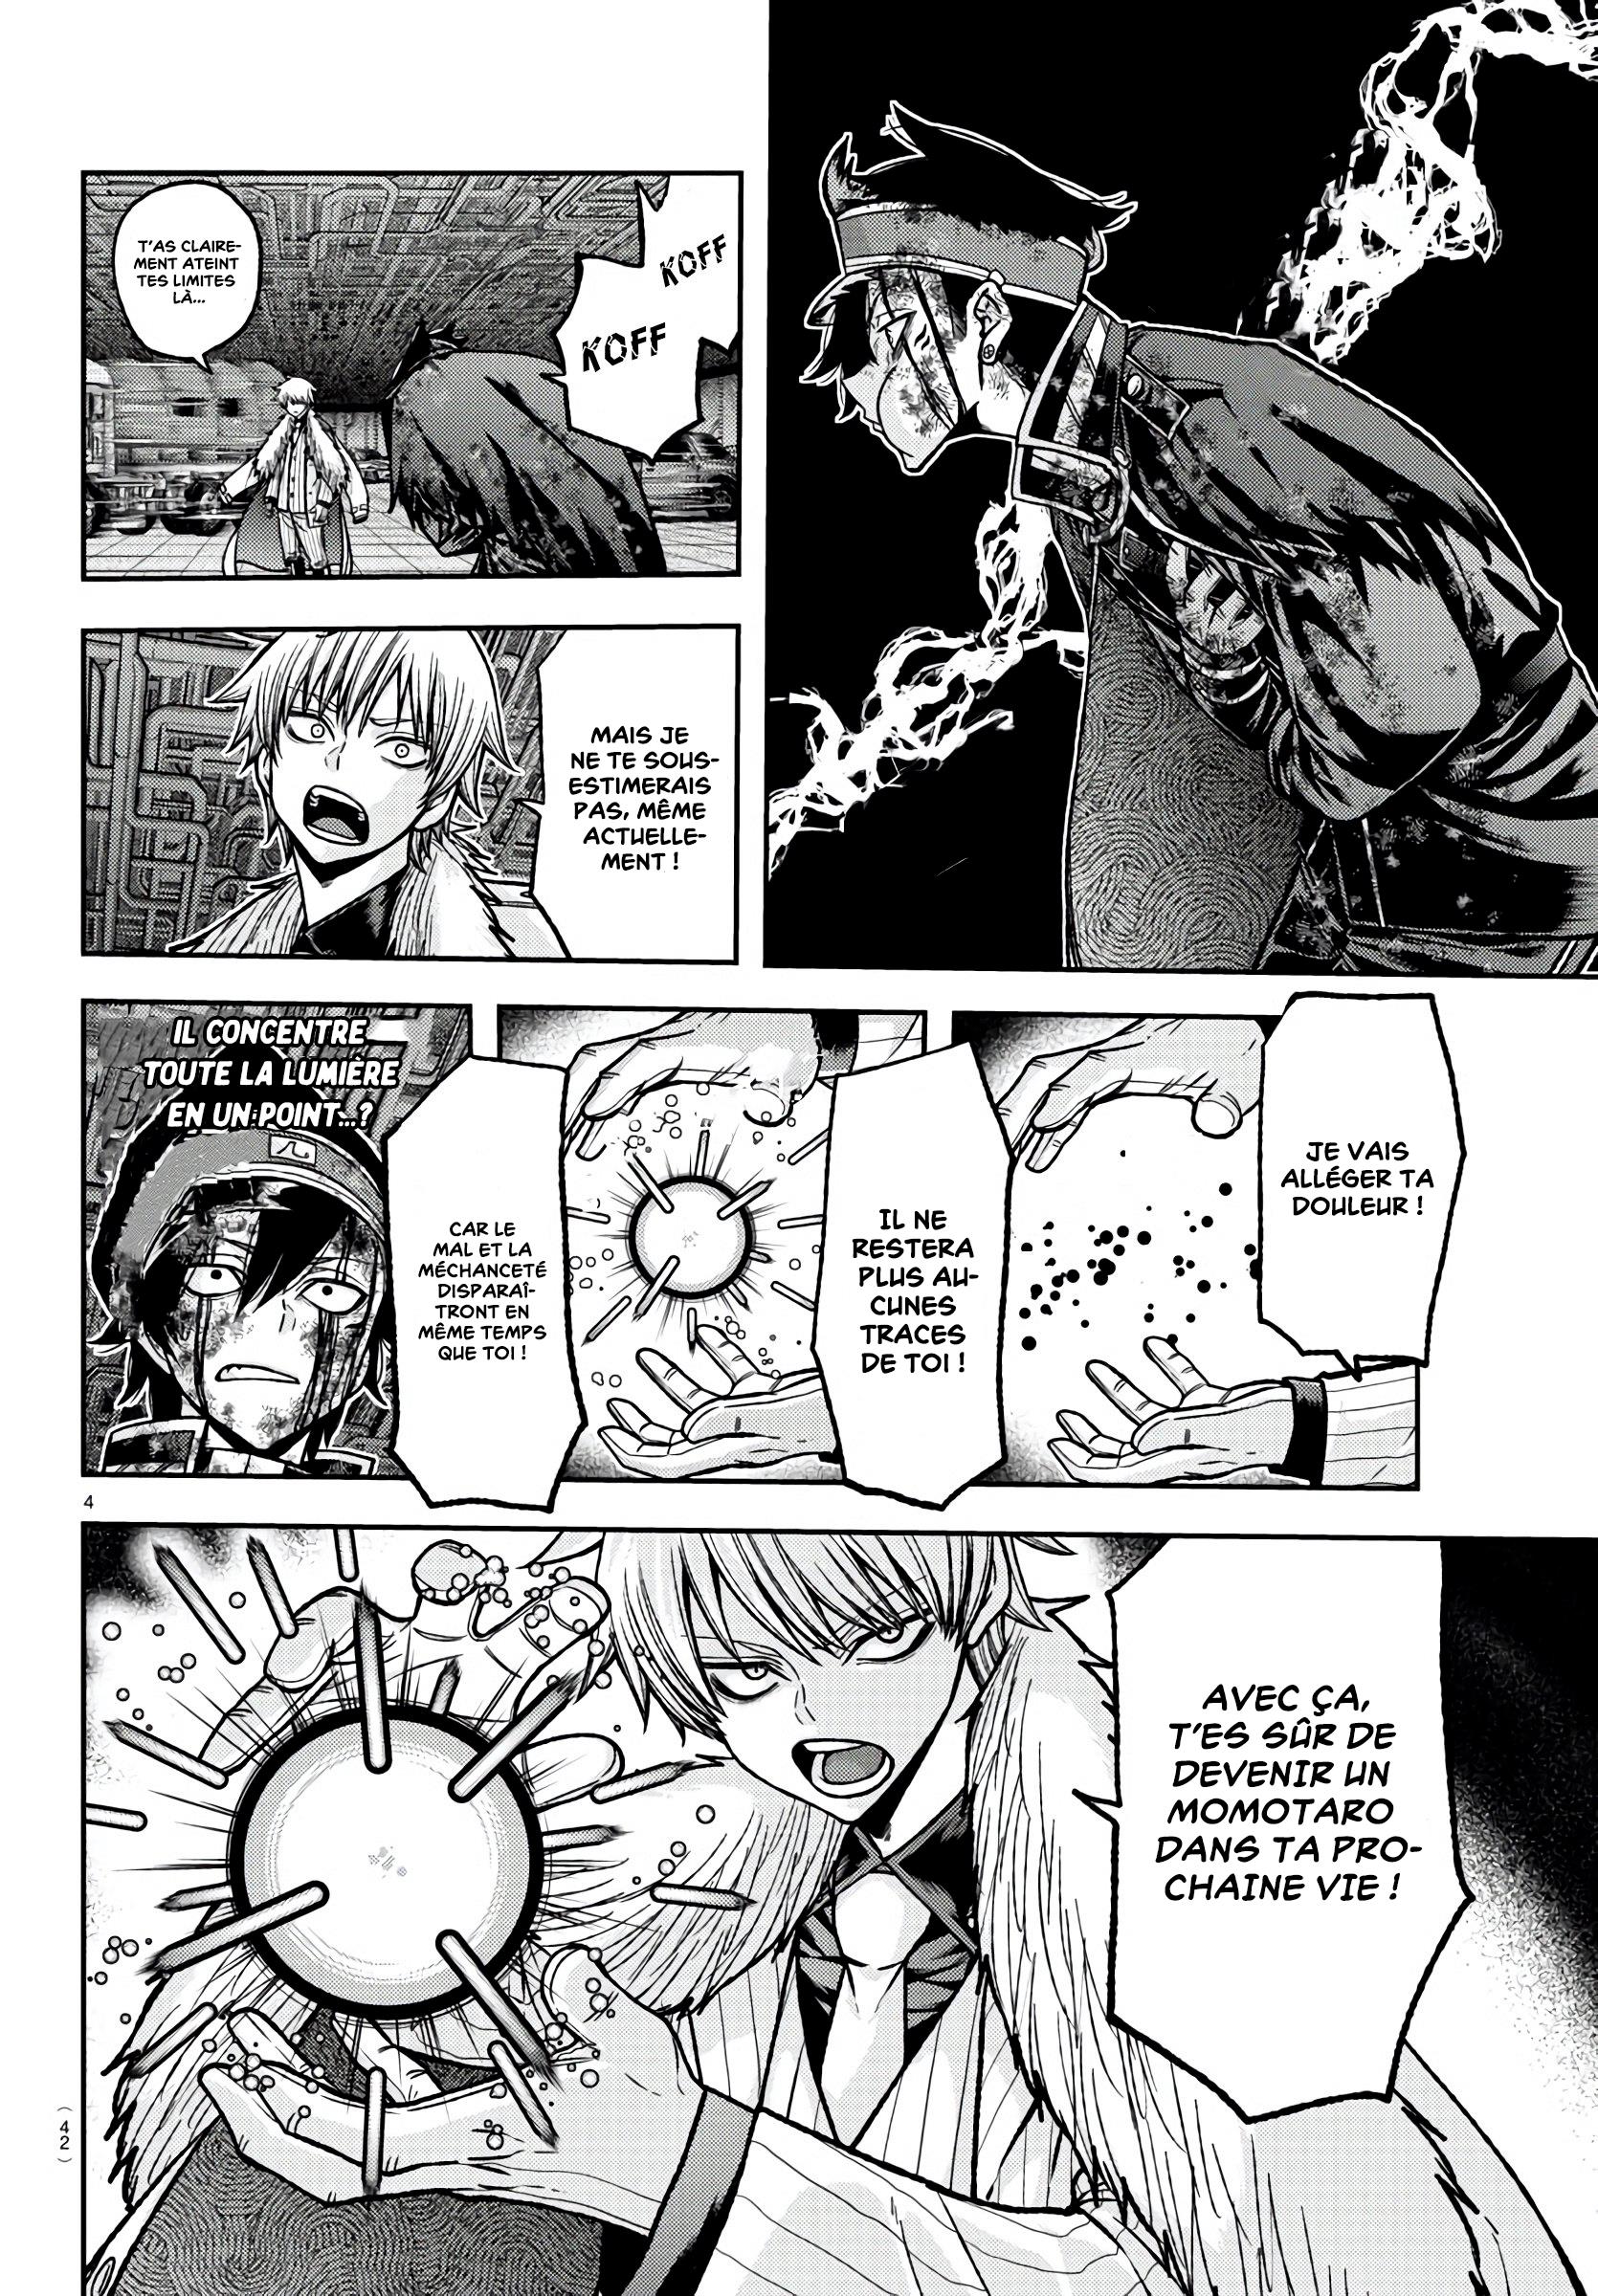 KOFF
KOFF
T'AS CLAIRE-
MENT ATEINT
TES LIMITES
LÀ...
MAIS JE
NE TE SOUS-
ESTIMERAIS
PAS, MÊME
ACTUELLE-
MENT !
JE VAIS
ALLÉGER TA
DOULEUR !
IL NE
RESTERA
PLUS AU-
CUNES
TRACES
DE TOI !
CAR LE
MAL ET LA
MÉCHANCETÉ
DISPARAÎ-
TRONT EN
MÊME TEMPS
QUE TOI !
IL CONCENTRE
TOUTE LA LUMIÈRE
EN UN POINT...?
九
4
AVEC ÇA,
T'ES SÛR DE
DEVENIR UN
MOMOTARO
DANS TA PRO-
CHAINE VIE !
(42)